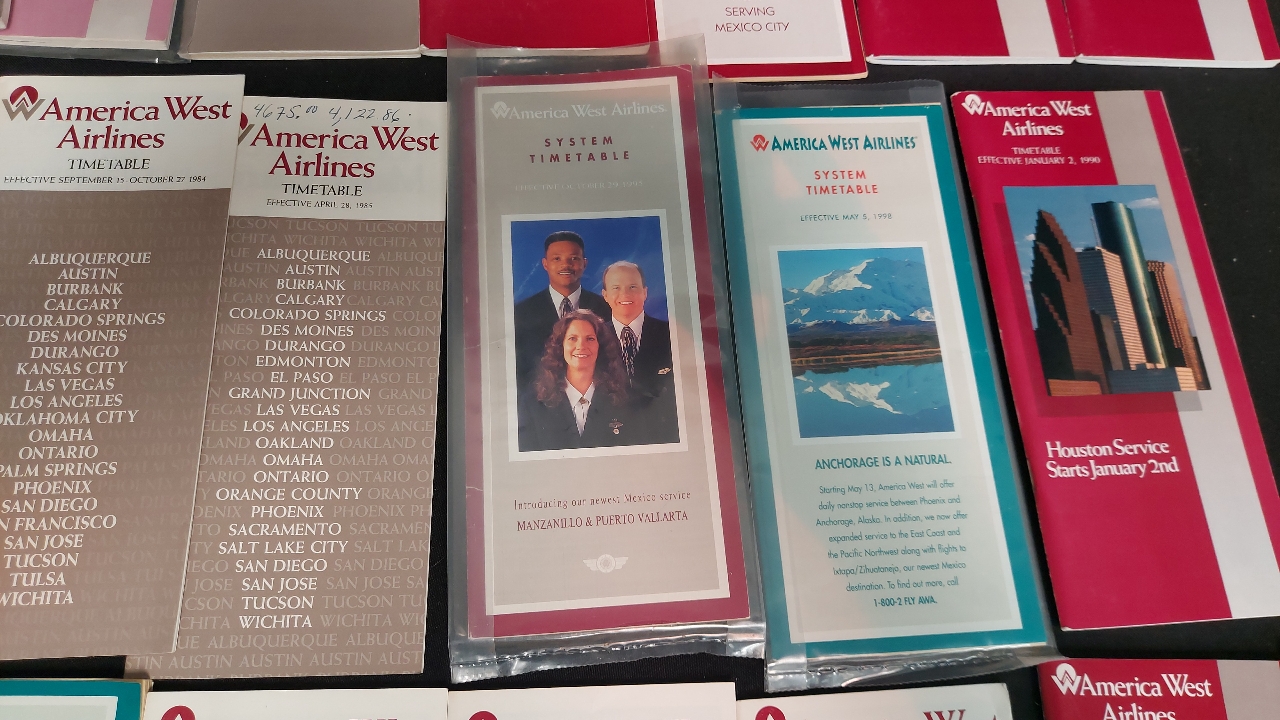 SERVING
MEXICO CITY
America West
Airlines
TIMETABLE
EFFECTIVE SEPTEMBER 15-OCTOBER 27 1984
ALBUQUERQUE
AUSTIN
BURBANK
CALGARY
COLORADO SPRINGS
DES MOINES
DURANGO
KANSAS CITY
LAS VEGAS
LOS ANGELES
OKLAHOMA CITY
OMAHA
ONTARIO
PALM SPRINGS
PHOENIX
SAN DIEGO
N FRANCISCO
SAN JOSE
TUCSON
TULSA
WICHITA
4675.00 4,122 86.
America West
Airlines
TIMETABLE
EFFECTIVE APRIL 28, 1985
ALBUQUERQUE
AUSTIN
BURBANK
CALGARY
COLORADO SPRINGS
DES MOINES
DURANGO
EDMONTON
EL PASO
GRAND JUNCTION
LAS VEGAS
LOS ANGELES
OAKLAND
OMAHA
ONTARIO
ORANGE COUNTY
PHOENIX
SACRAMENTO
SALT LAKE CITY
SAN DIEGO
SAN JOSE
TUCSON
WICHITA
America West Airlines
SYSTEM
TIMETABLE
EFFECTIVE OCTOBER 29, 1995
Introducing our newest Mexico service
MANZANILLO & PUERTO VALLARTA
AMERICA WEST AIRLINES
SYSTEM
TIMETABLE
EFFECTIVE MAY 5, 1998
ANCHORAGE IS A NATURAL.
Starting May 13, America West will offer
daily nonstop service between Phoenix and
Anchorage, Alaska. In addition, we now offer
expanded service to the East Coast and
the Pacific Northwest along with flights to
Ixtapa/Zihuatanejo, our newest Mexico
destination. To find out more, call
1-800-2 FLY AWA.
America West
Airlines
TIMETABLE
EFFECTIVE JANUARY 2, 1990
Houston Service
Starts January 2nd
America West
Airlines